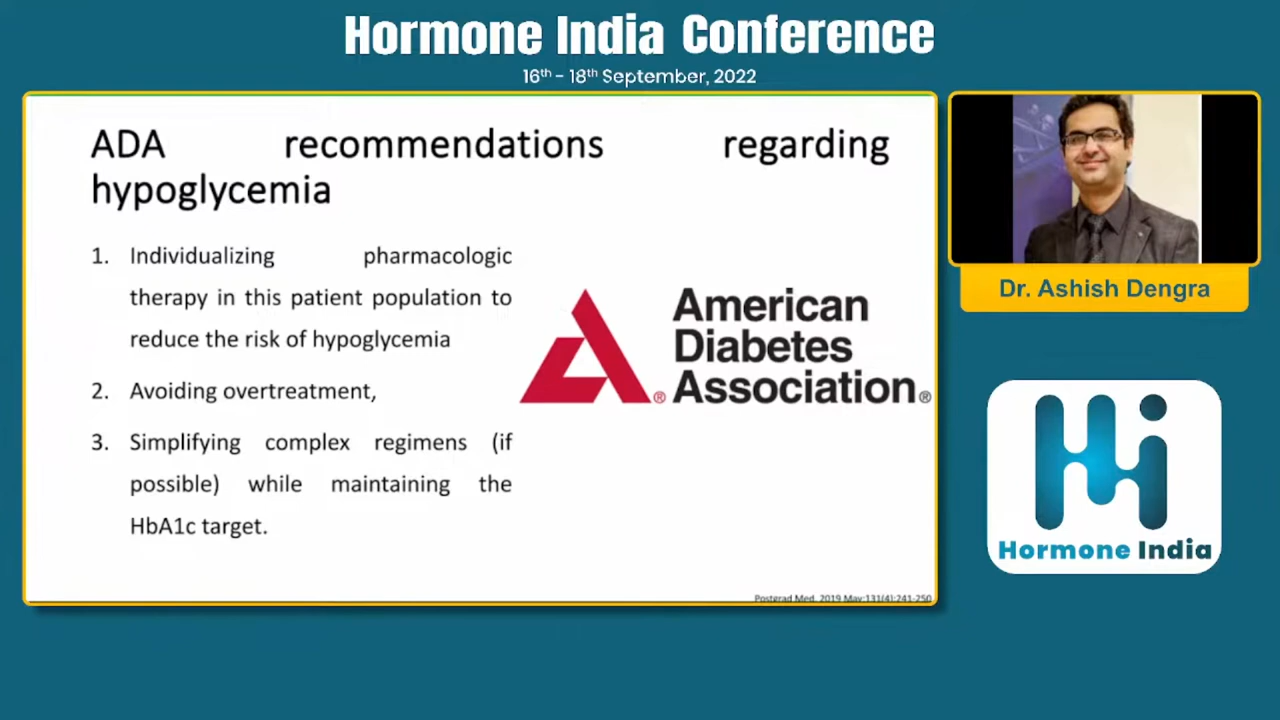 Hormone India Conference
16th - 18th September, 2022
ADA recommendations regarding
hypoglycemia
1. Individualizing pharmacologic
therapy in this patient population to
reduce the risk of hypoglycemia
2. Avoiding overtreatment,
3. Simplifying complex regimens (if
possible) while maintaining the
HbA1c target.
American
Diabetes
Association®
Postgrad Med. 2019 May;131(4):241-250
Dr. Ashish Dengra
Hi
Hormone India